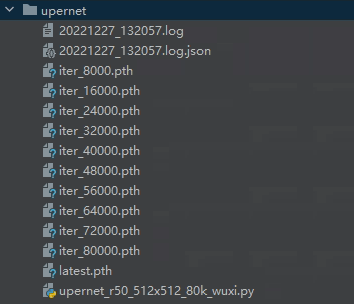 upernet
20221227_132057.log
20221227_132057.log.json
iter_8000.pth
iter_16000.pth
iter_24000.pth
iter_32000.pth
iter_40000.pth
iter_48000.pth
iter_56000.pth
iter_64000.pth
iter_72000.pth
iter_80000.pth
latest.pth
upernet_r50_512x512_80k_wuxi.py